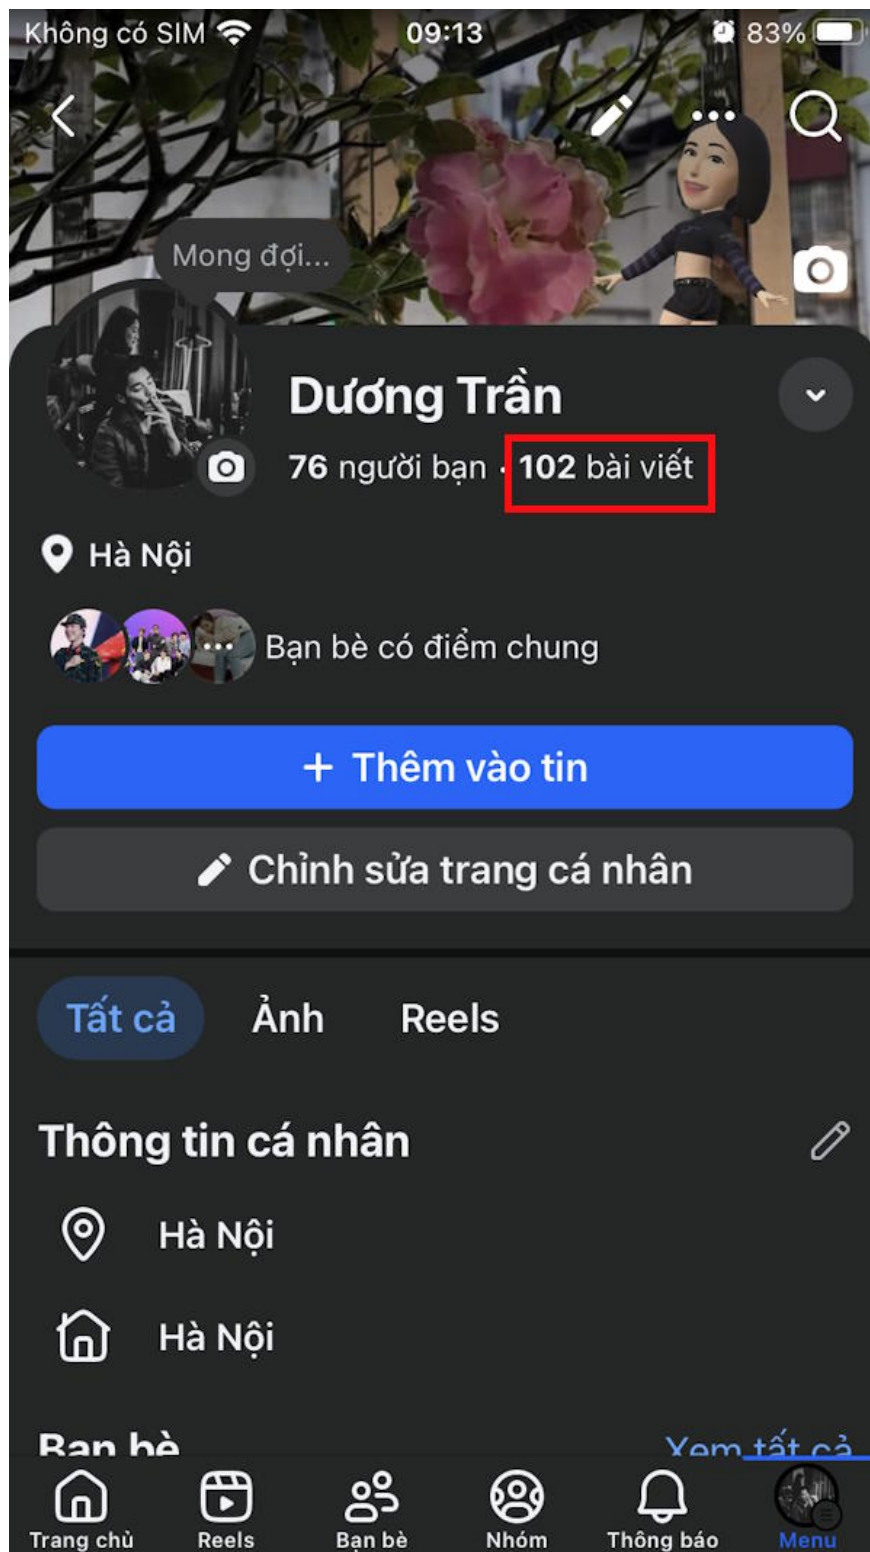 Không có SIM 09:13 83%
Mong đợi...
Dương Trần
76 người bạn · 102 bài viết
Hà Nội
Bạn bè có điểm chung
+ Thêm vào tin
Chỉnh sửa trang cá nhân
Tất cả Ảnh Reels
Thông tin cá nhân
Hà Nội
Hà Nội
Bạn bè Xem tất cả
Trang chủ Reels Bạn bè Nhóm Thông báo Menu